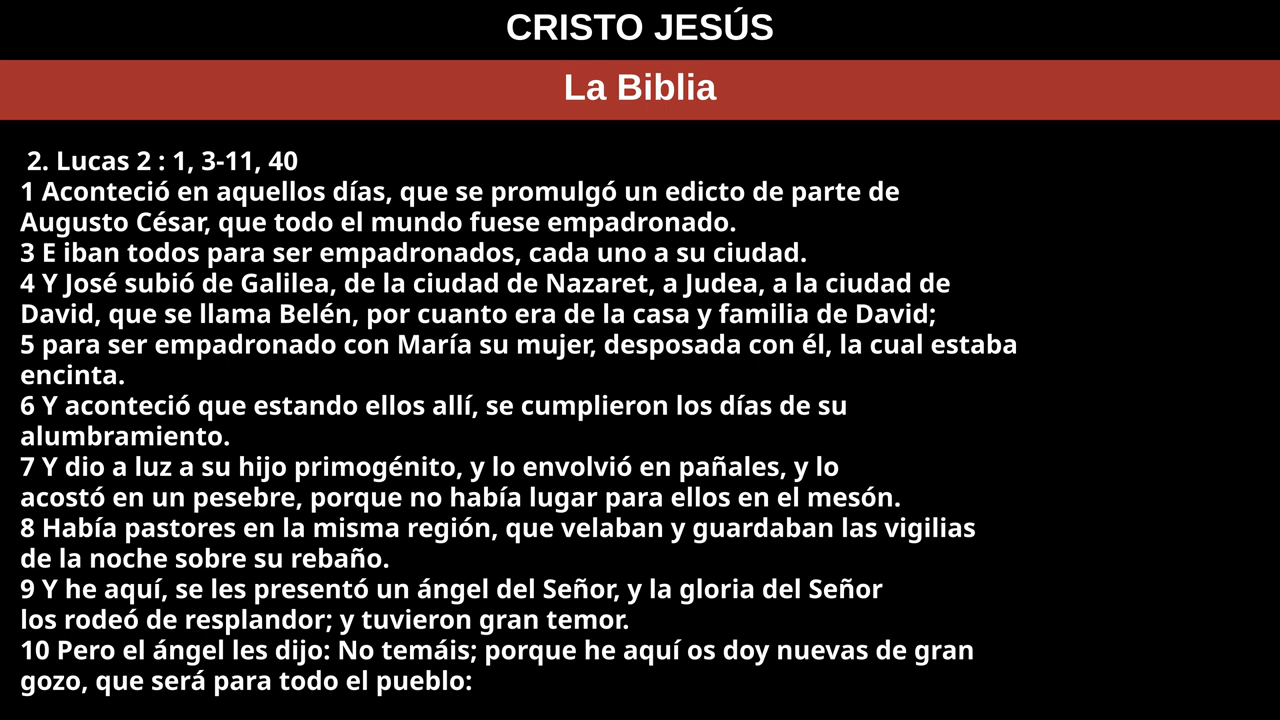 CRISTO JESÚS
La Biblia
2. Lucas 2 : 1, 3-11, 40
1 Aconteció en aquellos días, que se promulgó un edicto de parte de
Augusto César, que todo el mundo fuese empadronado.
3 E iban todos para ser empadronados, cada uno a su ciudad.
4 Y José subió de Galilea, de la ciudad de Nazaret, a Judea, a la ciudad de
David, que se llama Belén, por cuanto era de la casa y familia de David;
5 para ser empadronado con María su mujer, desposada con él, la cual estaba
encinta.
6 Y aconteció que estando ellos allí, se cumplieron los días de su
alumbramiento.
7 Y dio a luz a su hijo primogénito, y lo envolvió en pañales, y lo
acostó en un pesebre, porque no había lugar para ellos en el mesón.
8 Había pastores en la misma región, que velaban y guardaban las vigilias
de la noche sobre su rebaño.
9 Y he aquí, se les presentó un ángel del Señor, y la gloria del Señor
los rodeó de resplandor; y tuvieron gran temor.
10 Pero el ángel les dijo: No temáis; porque he aquí os doy nuevas de gran
gozo, que será para todo el pueblo: